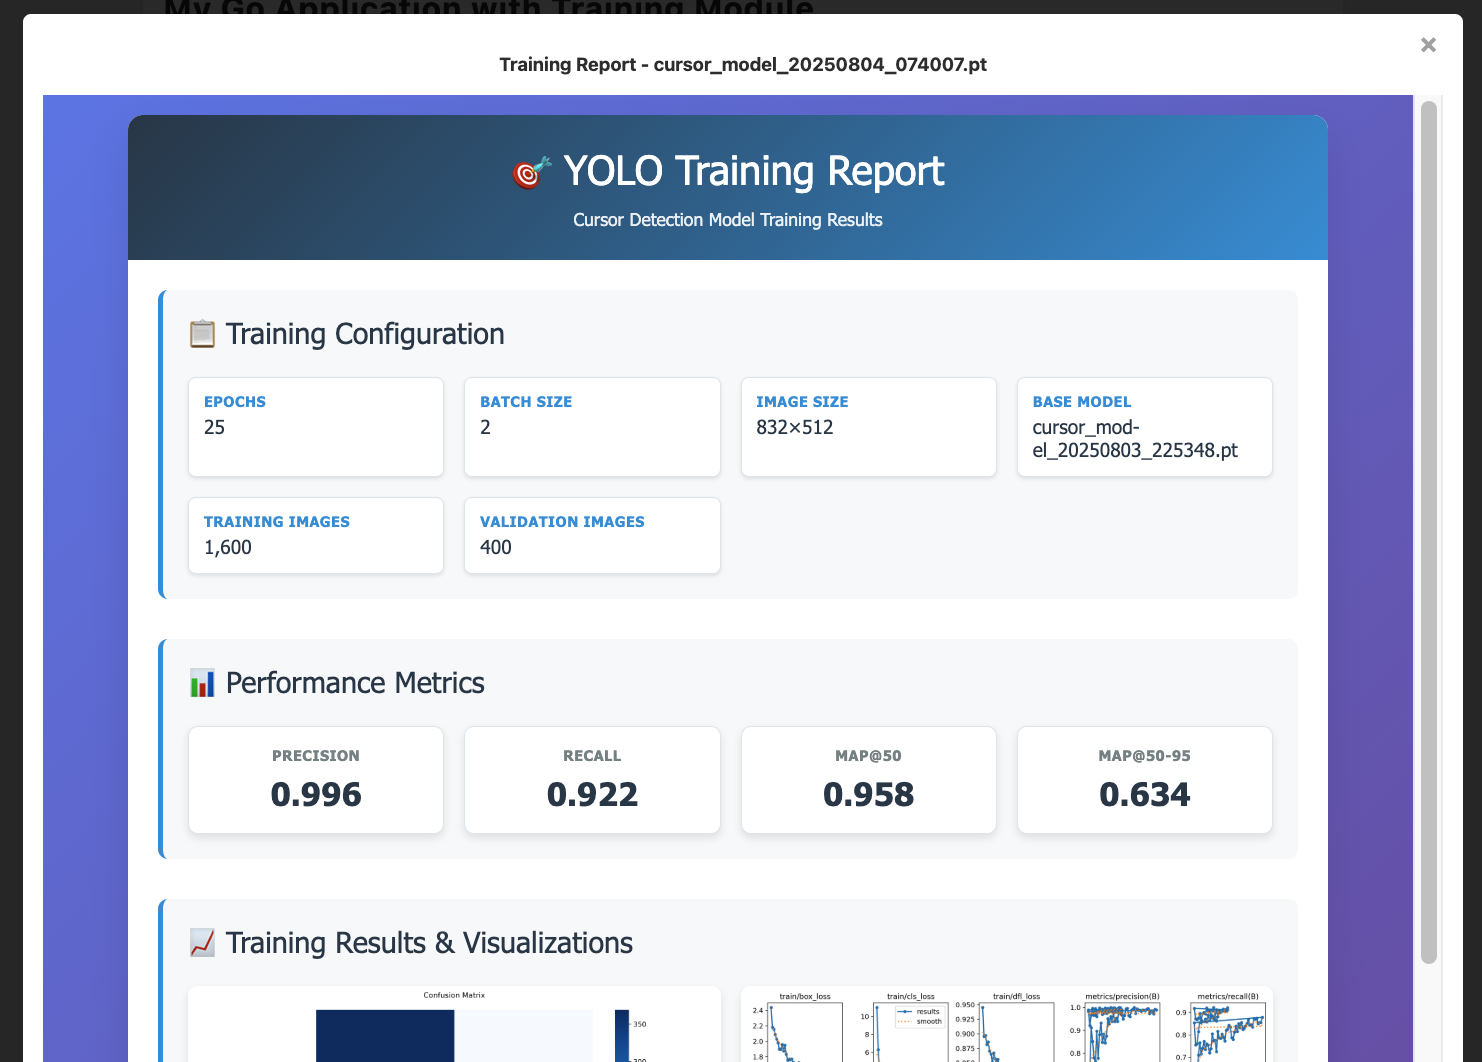 My Go Application with Training Module
×
Training Report - cursor_model_20250804_074007.pt
YOLO Training Report
Cursor Detection Model Training Results
Training Configuration
EPOCHS
25
BATCH SIZE
2
IMAGE SIZE
832×512
BASE MODEL
cursor_mod-
el_20250803_225348.pt
TRAINING IMAGES
1,600
VALIDATION IMAGES
400
Performance Metrics
PRECISION
0.996
RECALL
0.922
MAP@50
0.958
MAP@50-95
0.634
Training Results & Visualizations
Confusion Matrix
350
300
train/box_loss
2.4
2.2
2.0
1.8
train/cls_loss
10
8
6
results
smooth
train/dfl_loss
0.950
0.925
0.900
0.875
0.850
metrics/precision(B)
1.0
0.9
0.8
metrics/recall(B)
0.9
0.8
0.7